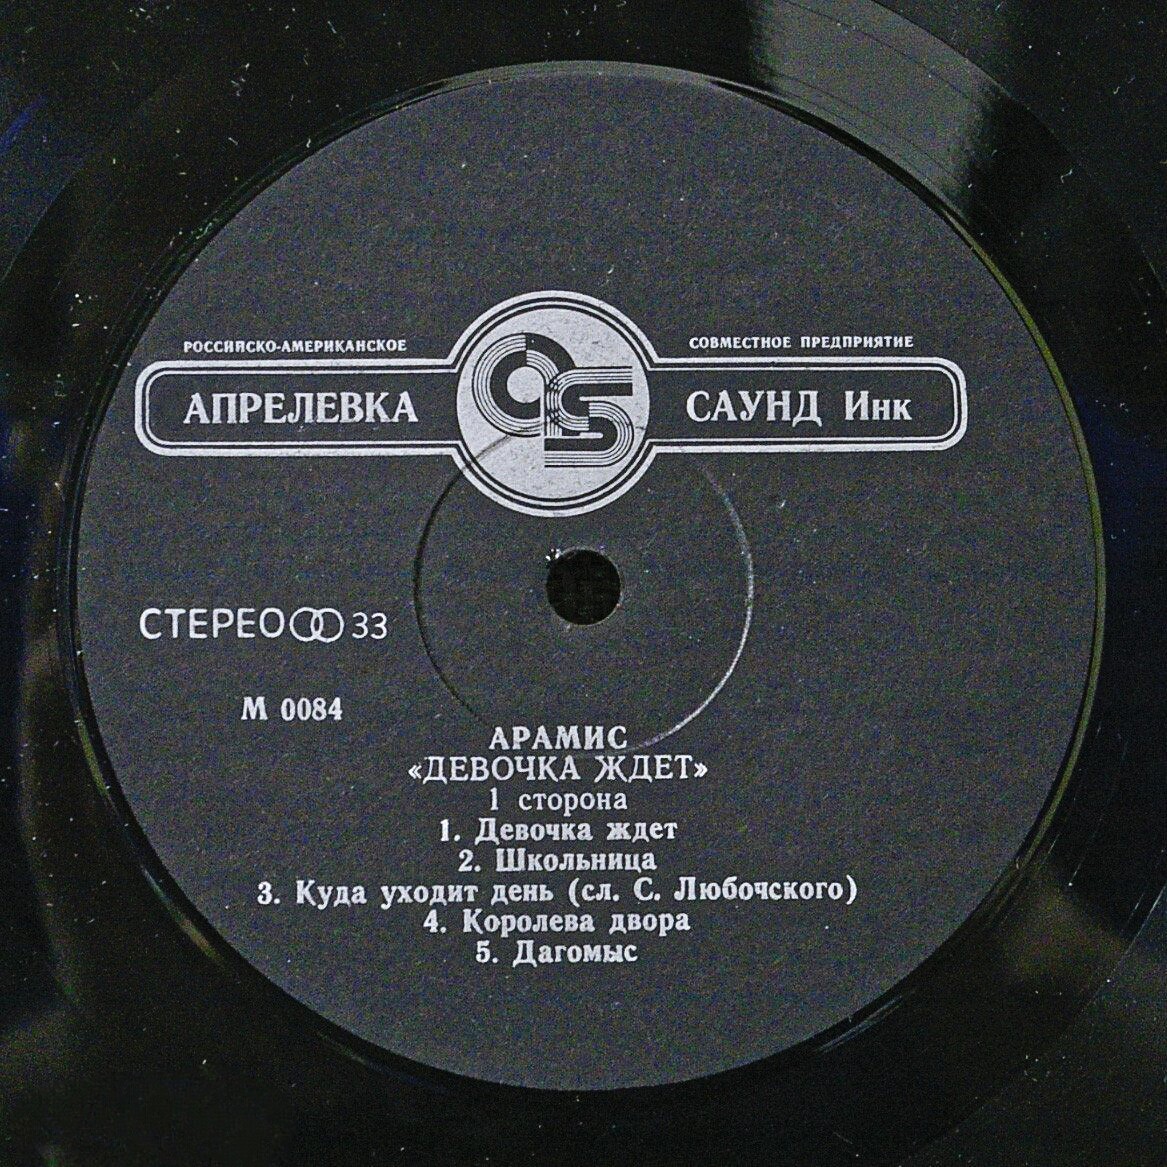 РОССИЙСКО-АМЕРИКАНСКОЕ СОВМЕСТНОЕ ПРЕДПРИЯТИЕ
АПРЕЛЕВКА САУНД Инк
СТЕРЕО 33
М 0084
АРАМИС
«ДЕВОЧКА ЖДЕТ»
1 сторона
1. Девочка ждет
2. Школьница
3. Куда уходит день (сл. С. Любочского)
4. Королева двора
5. Дагомыс